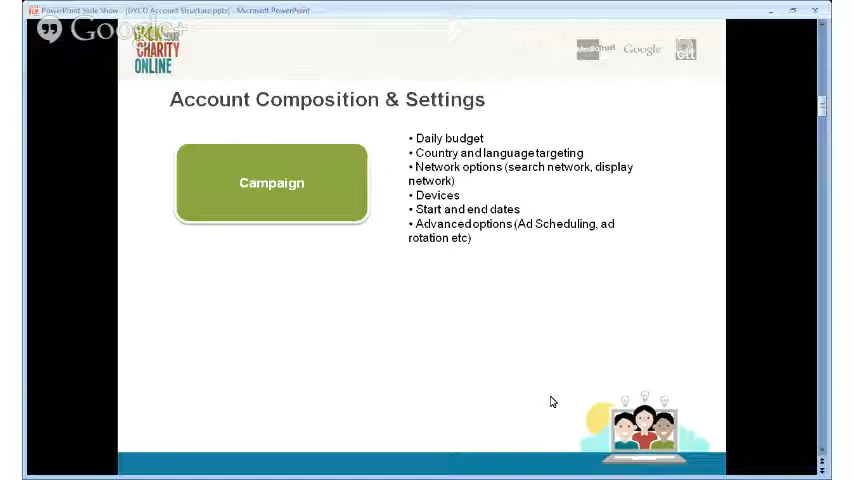 PowerPoint Slide Show - [GYCO Account Structure.pptx] - Microsoft PowerPoint
Google+
CHARITY
ONLINE
MediaTrust
Google
Account Composition & Settings
Campaign
• Daily budget
• Country and language targeting
• Network options (search network, display
network)
• Devices
• Start and end dates
• Advanced options (Ad Scheduling, ad
rotation etc)